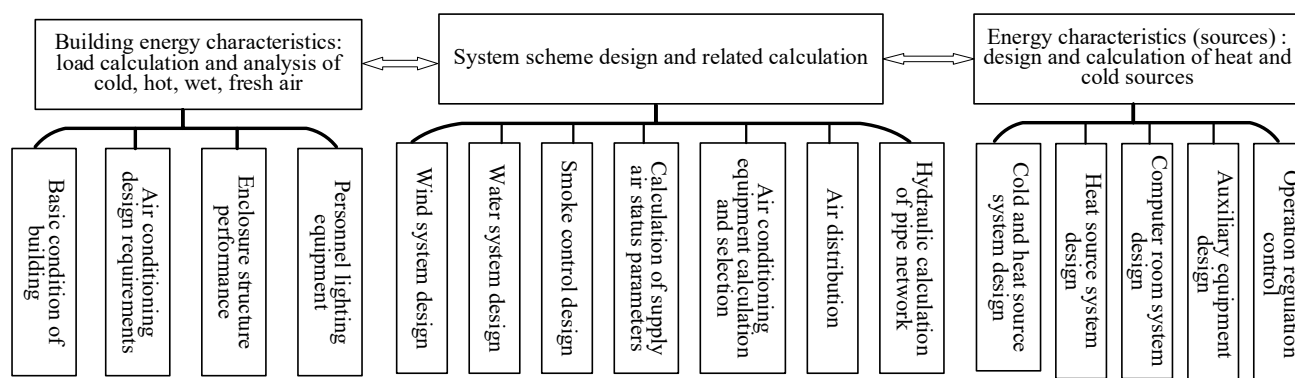 Building energy characteristics:
load calculation and analysis of
cold, hot, wet, fresh air
System scheme design and related calculation
Energy characteristics (sources) :
design and calculation of heat and
cold sources
Basic condition of
building
Air conditioning
design requirements
Enclosure structure
performance
Personnel lighting
equipment
Wind system design
Water system design
Smoke control design
Calculation of supply
air status parameters
Air conditioning
equipment calculation
and selection
Air distribution
Hydraulic calculation
of pipe network
Cold and heat source
system design
Heat source system
design
Computer room system
design
Auxiliary equipment
design
Operation regulation
control